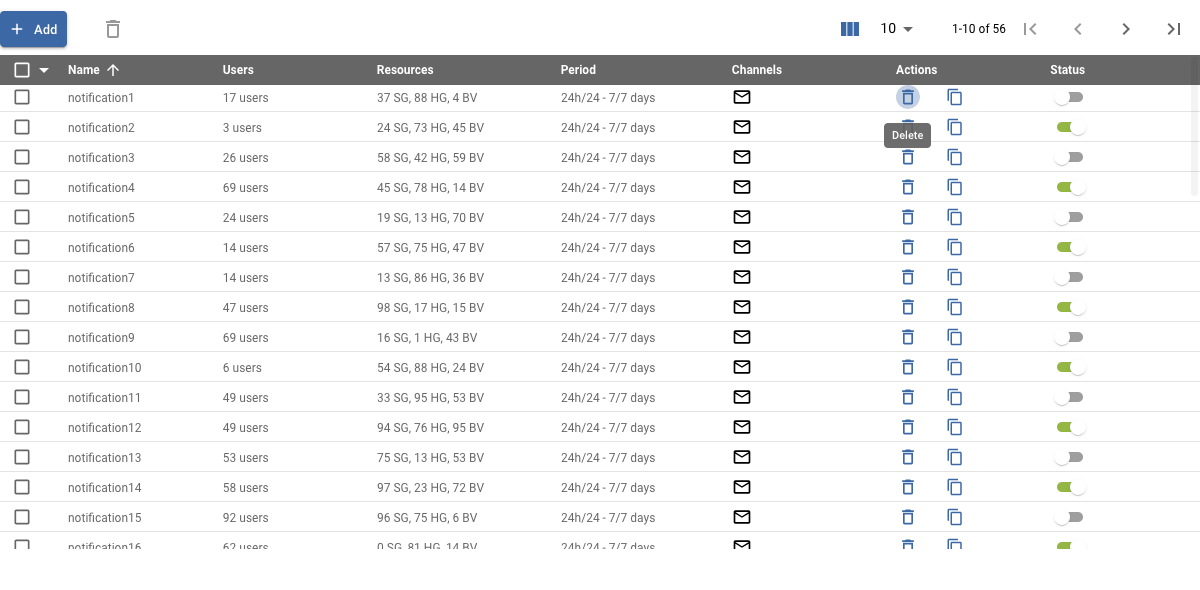 Add 10 1-10 of 56
Name Users Resources Period Channels Actions Status
notification1 17 users 37 SG, 88 HG, 4 BV 24h/24 - 7/7 days
notification2 3 users 24 SG, 73 HG, 45 BV 24h/24 - 7/7 days
Delete
notification3 26 users 58 SG, 42 HG, 59 BV 24h/24 - 7/7 days
notification4 69 users 45 SG, 78 HG, 14 BV 24h/24 - 7/7 days
notification5 24 users 19 SG, 13 HG, 70 BV 24h/24 - 7/7 days
notification6 14 users 57 SG, 75 HG, 47 BV 24h/24 - 7/7 days
notification7 14 users 13 SG, 86 HG, 36 BV 24h/24 - 7/7 days
notification8 47 users 98 SG, 17 HG, 15 BV 24h/24 - 7/7 days
notification9 69 users 16 SG, 1 HG, 43 BV 24h/24 - 7/7 days
notification10 6 users 54 SG, 88 HG, 24 BV 24h/24 - 7/7 days
notification11 49 users 33 SG, 95 HG, 53 BV 24h/24 - 7/7 days
notification12 49 users 94 SG, 76 HG, 95 BV 24h/24 - 7/7 days
notification13 53 users 75 SG, 13 HG, 53 BV 24h/24 - 7/7 days
notification14 58 users 97 SG, 23 HG, 72 BV 24h/24 - 7/7 days
notification15 92 users 96 SG, 75 HG, 6 BV 24h/24 - 7/7 days
notification16 62 users 0 SG, 81 HG, 14 BV 24h/24 - 7/7 days